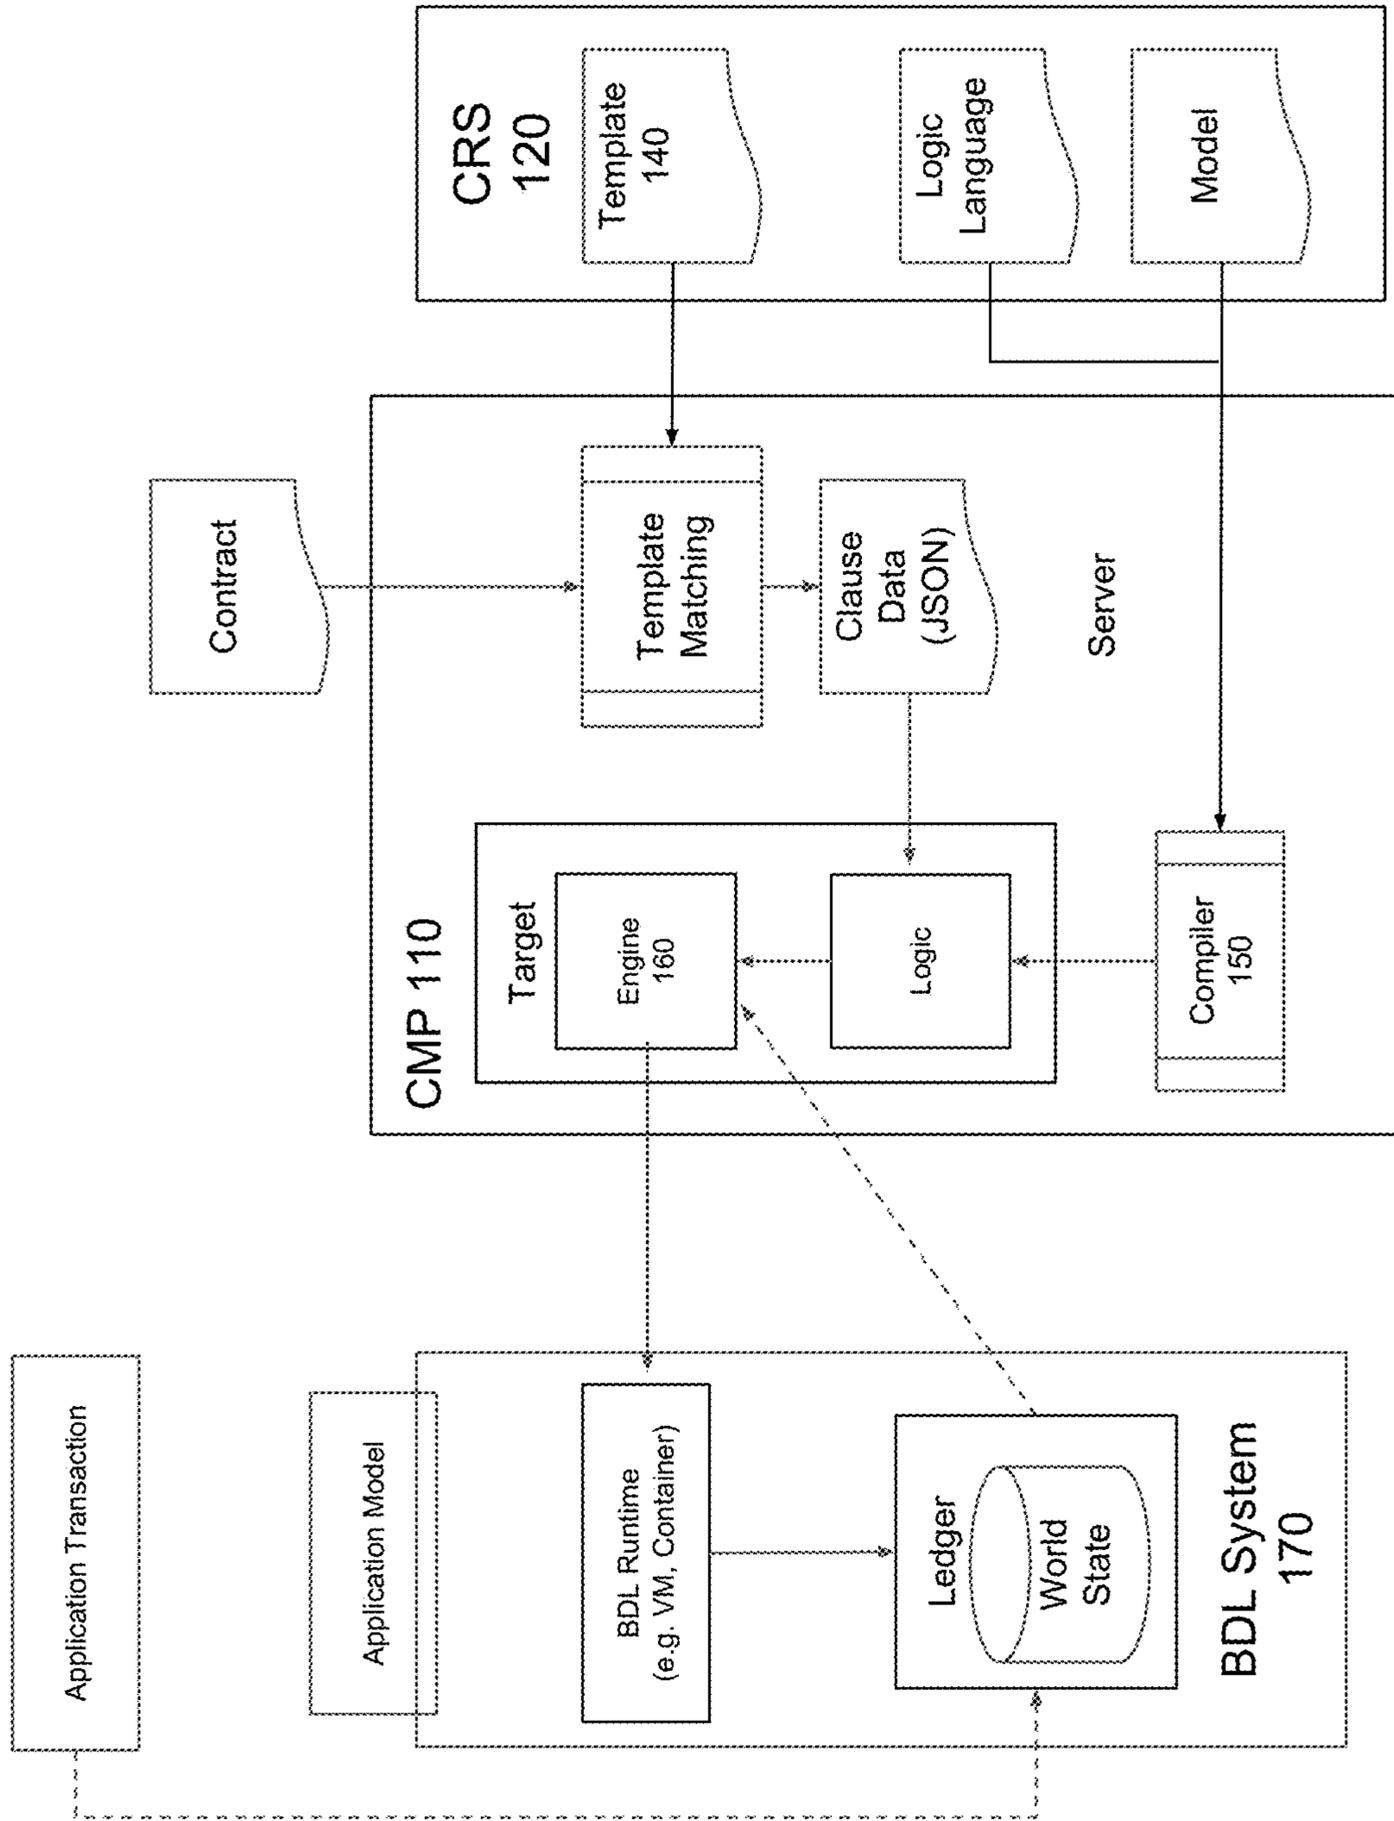 Application Transaction
Application Model
BDL Runtime
(e.g. VM, Container)
Ledger
World
State
BDL System
170
CMP 110
Target
Engine
160
Logic
Compiler
150
Contract
Template
Matching
Clause
Data
(JSON)
Server
CRS
120
Template
140
Logic
Language
Model